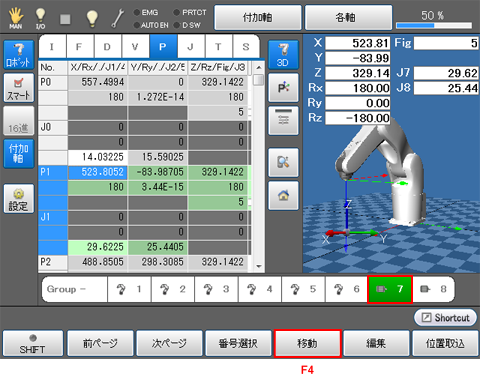 MAN I/O EMG PRTCT AUTO EN D SW 付加軸 各軸 50 %
ロボット スマート 16進 付加軸 設定
I F D V P J T S
No. X/Rx/ /J1/4 Y/Ry/ /J2/5 Z/Rz/Fig/J3
P0 557.4994 0 329.1422
180 1.272E-14 180
5
J0
0 0 0
0 0
14.03225 15.59025
P1 523.8052 -83.98705 329.1422
180 3.44E-15 180
5
J1
0 0 0
0 0
29.6225 25.4405
P2 488.8505 298.3085 329.1422
3D
P
X 523.81 Fig 5
Y -83.99
Z 329.14 J7 29.62
Rx 180.00 J8 25.44
Ry 0.00
Rz -180.00
Z
X Y
Group - 1 2 3 4 5 6 7 8
Shortcut
SHIFT 前ページ 次ページ 番号選択 移動 編集 位置取込
F4